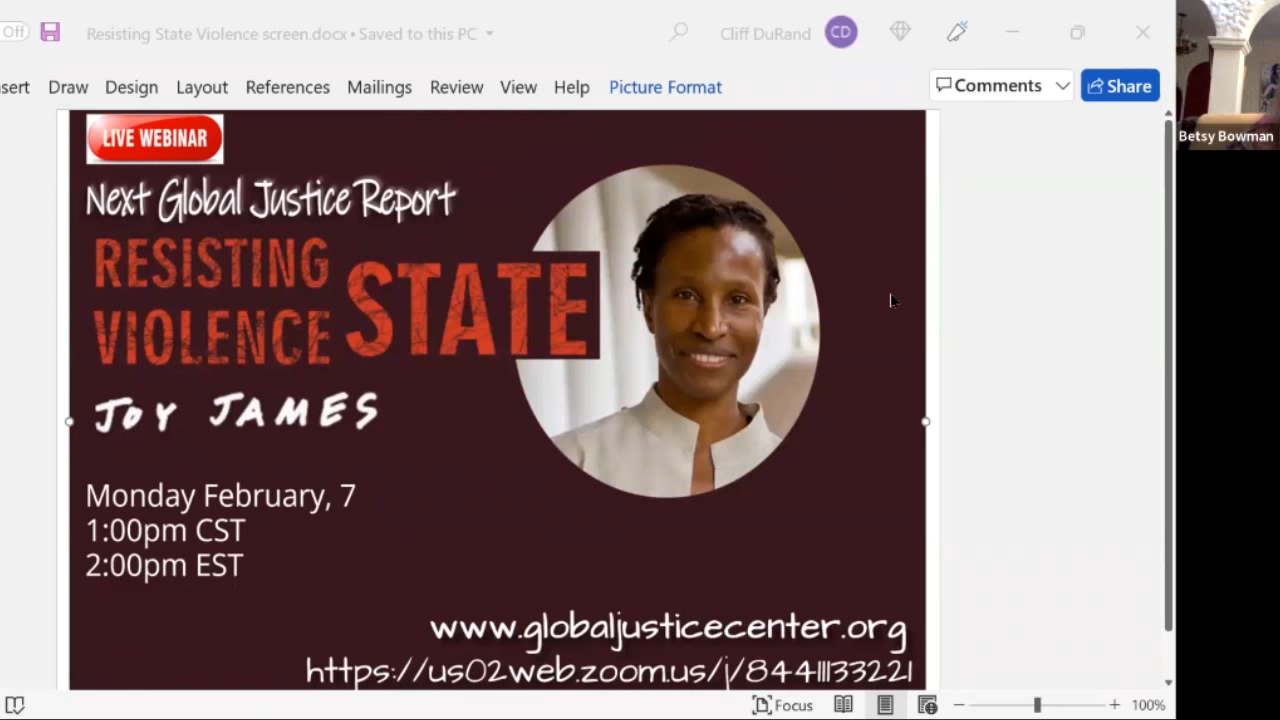 Off
Resisting State Violence screen.docx • Saved to this PC
Cliff DuRand
CD
sert Draw Design Layout References Mailings Review View Help Picture Format
Comments
Share
Betsy Bowman
LIVE WEBINAR
Next Global Justice Report
RESISTING
STATE
VIOLENCE
JOY JAMES
Monday February, 7
1:00pm CST
2:00pm EST
www.globaljusticecenter.org
https://us02web.zoom.us/j/84411133221
Focus
100%